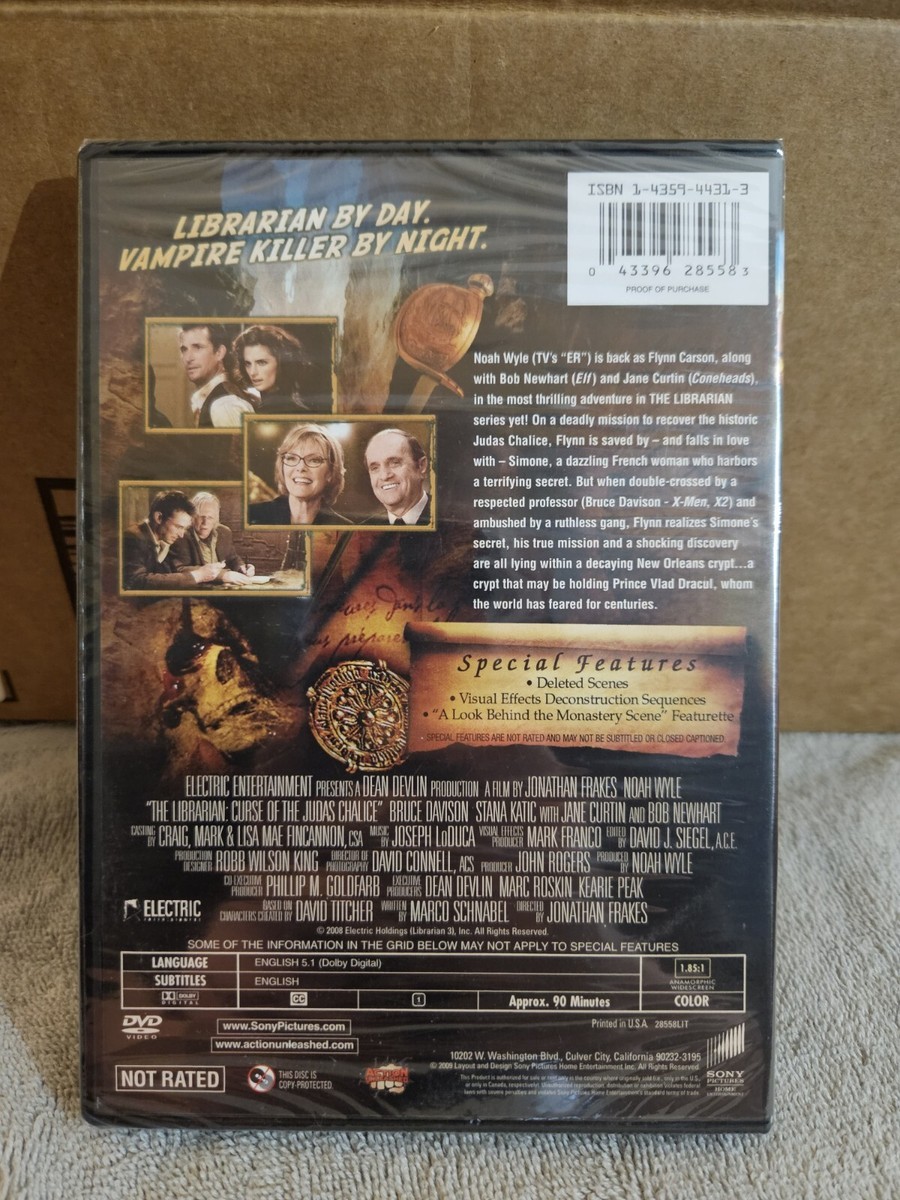 LIBRARIAN BY DAY.
VAMPIRE KILLER BY NIGHT.
ISBN 1-4359-4431-3
0 43396 28558 3
PROOF OF PURCHASE
Noah Wyle (TV's "ER") is back as Flynn Carson, along
with Bob Newhart (Elf) and Jane Curtin (Coneheads),
in the most thrilling adventure in THE LIBRARIAN
series yet! On a deadly mission to recover the historic
Judas Chalice, Flynn is saved by – and falls in love
with – Simone, a dazzling French woman who harbors
a terrifying secret. But when double-crossed by a
respected professor (Bruce Davison - X-Men, X2) and
ambushed by a ruthless gang, Flynn realizes Simone's
secret, his true mission and a shocking discovery
are all lying within a decaying New Orleans crypt...a
crypt that may be holding Prince Vlad Dracul, whom
the world has feared for centuries.
Special Features
• Deleted Scenes
• Visual Effects Deconstruction Sequences
• "A Look Behind the Monastery Scene" Featurette
SPECIAL FEATURES ARE NOT RATED AND MAY NOT BE SUBTITLED OR CLOSED CAPTIONED.
ELECTRIC ENTERTAINMENT PRESENTS A DEAN DEVLIN PRODUCTION A FILM BY JONATHAN FRAKES NOAH WYLE
"THE LIBRARIAN: CURSE OF THE JUDAS CHALICE" BRUCE DAVISON STANA KATIC WITH JANE CURTIN AND BOB NEWHART
CASTING BY CRAIG, MARK & LISA MAE FINCANNON, CSA MUSIC BY JOSEPH LoDUCA VISUAL EFFECTS PRODUCER MARK FRANCO EDITED BY DAVID J. SIEGEL, A.C.E.
PRODUCTION DESIGNER ROBB WILSON KING DIRECTOR OF PHOTOGRAPHY DAVID CONNELL, ACS PRODUCER JOHN ROGERS PRODUCED BY NOAH WYLE
CO EXECUTIVE PRODUCER PHILLIP M. GOLDFARB EXECUTIVE PRODUCERS DEAN DEVLIN MARC ROSKIN KEARIE PEAK
BASED ON CHARACTERS CREATED BY DAVID TITCHER WRITTEN BY MARCO SCHNABEL DIRECTED BY JONATHAN FRAKES
ELECTRIC
© 2008 Electric Holdings (Librarian 3), Inc. All Rights Reserved.
SOME OF THE INFORMATION IN THE GRID BELOW MAY NOT APPLY TO SPECIAL FEATURES
LANGUAGE ENGLISH 5.1 (Dolby Digital)
SUBTITLES ENGLISH
1.85:1
ANAMORPHIC
WIDESCREEN
DOLBY
DIGITAL
CC 1 Approx. 90 Minutes COLOR
DVD
VIDEO
www.SonyPictures.com
www.actionunleashed.com
Printed in U.S.A. 28558LIT
NOT RATED
THIS DISC IS
COPY-PROTECTED.
ACTION
10202 W. Washington Blvd., Culver City, California 90232-3195
© 2009 Layout and Design Sony Pictures Home Entertainment Inc. All Rights Reserved.
SONY
PICTURES
HOME
ENTERTAINMENT